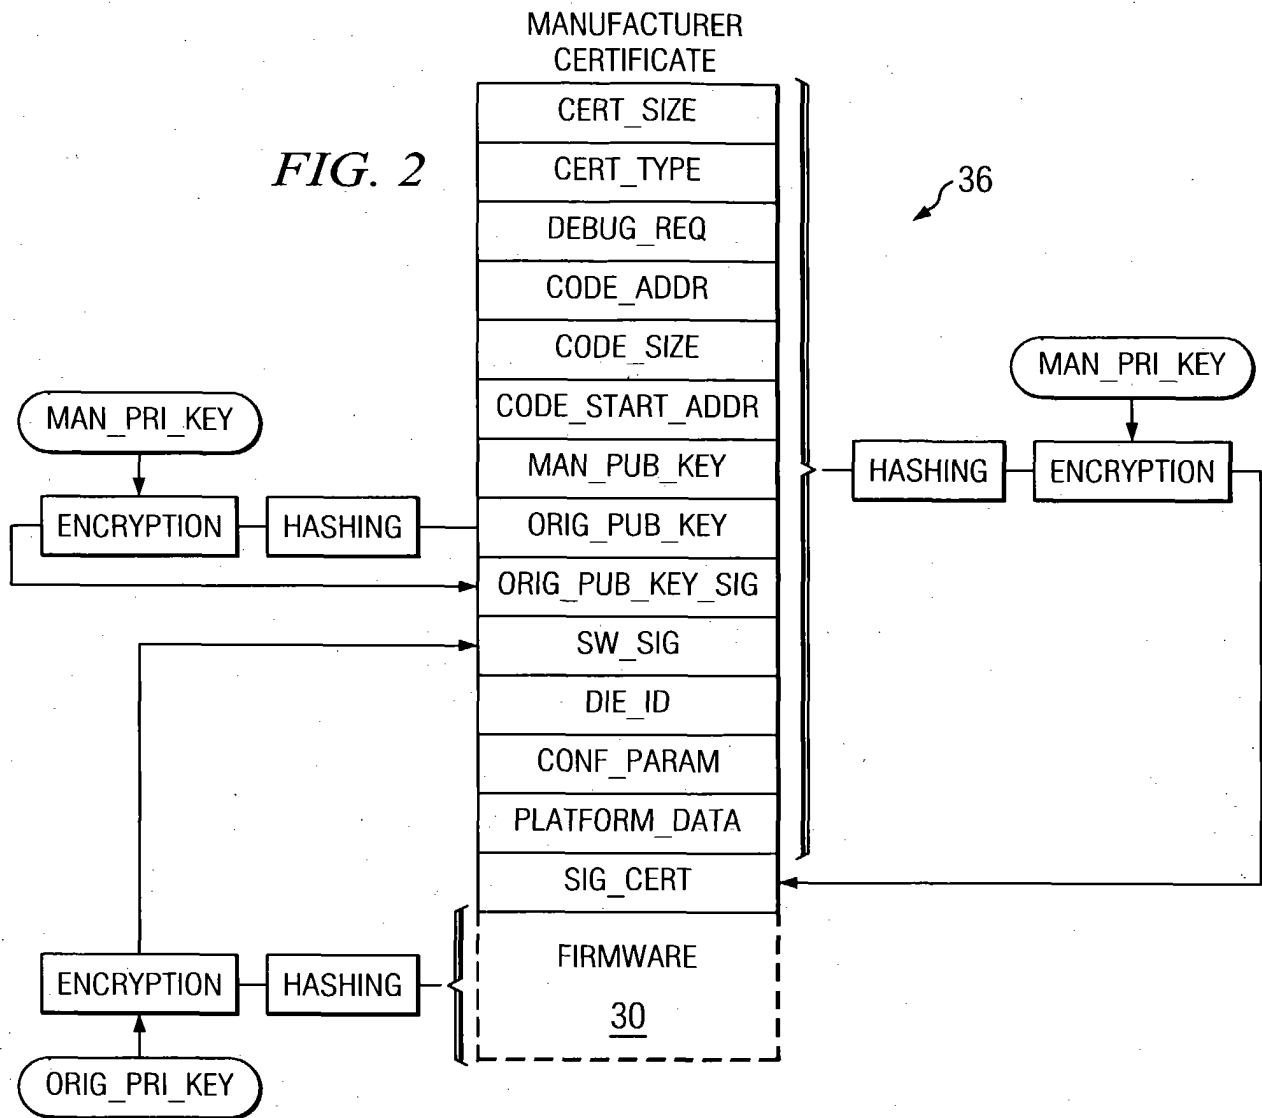 MANUFACTURER
CERTIFICATE
FIG. 2
36
CERT_SIZE
CERT_TYPE
DEBUG_REQ
CODE_ADDR
CODE_SIZE
CODE_START_ADDR
MAN_PUB_KEY
ORIG_PUB_KEY
ORIG_PUB_KEY_SIG
SW_SIG
DIE_ID
CONF_PARAM
PLATFORM_DATA
SIG_CERT
FIRMWARE
30
MAN_PRI_KEY
ENCRYPTION
HASHING
MAN_PRI_KEY
HASHING
ENCRYPTION
ENCRYPTION
HASHING
ORIG_PRI_KEY